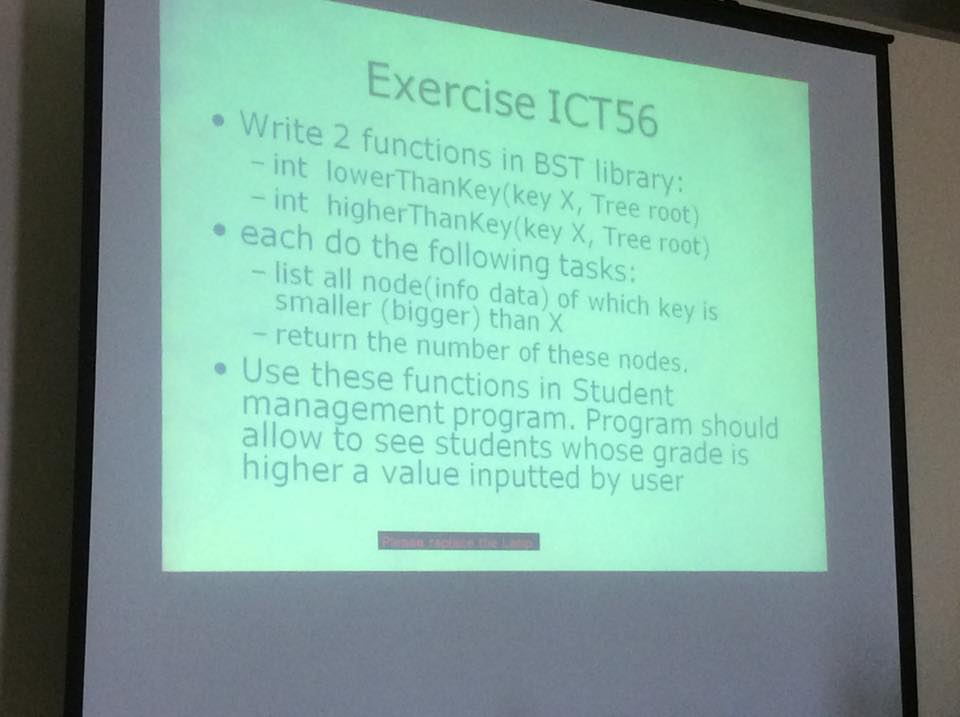 Exercise ICT56
• Write 2 functions in BST library:
– int lowerThanKey(key X, Tree root)
– int higherThanKey(key X, Tree root)
• each do the following tasks:
– list all node(info data) of which key is
smaller (bigger) than X
– return the number of these nodes.
• Use these functions in Student
management program. Program should
allow to see students whose grade is
higher a value inputted by user
Please replace the Lamp.